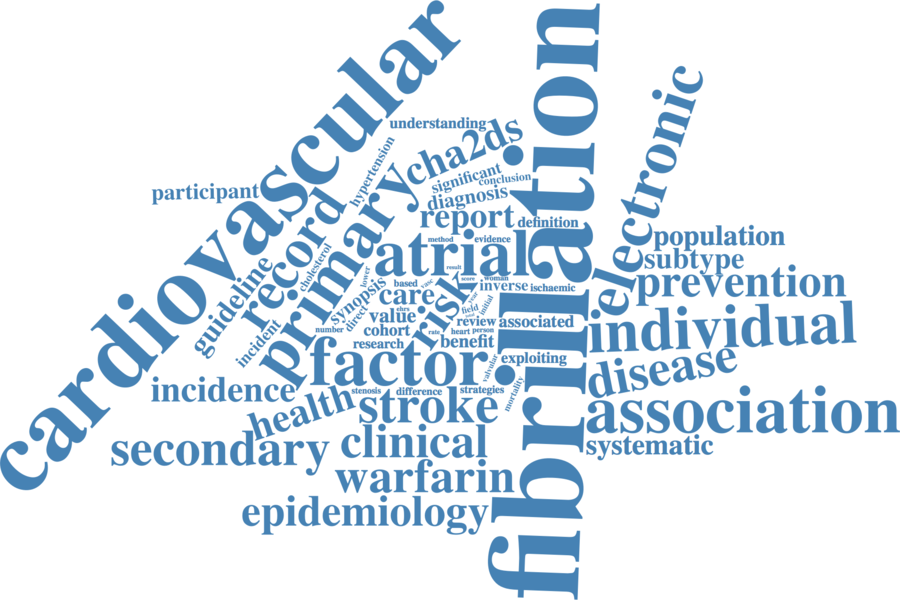 cardiovascular
fibrillation
electronic
understanding
hypertension
cha2ds
participant
significant
conclusion
diagnosis
record
primary
report
definition
population
method
evidence
atrial
subtype
cholesterol
guideline
lower
result
score
woman
prevention
synopsis
based
vasc
inverse
ischaemic
care
risk
year
initial
direct
value
ehrs
field
individual
number
cohort
rate
heart
person
review
associated
incident
research
benefit
factor
valvular
exploiting
disease
incidence
stenosis
difference
strategies
mortality
health
stroke
association
secondary
clinical
systematic
warfarin
epidemiology